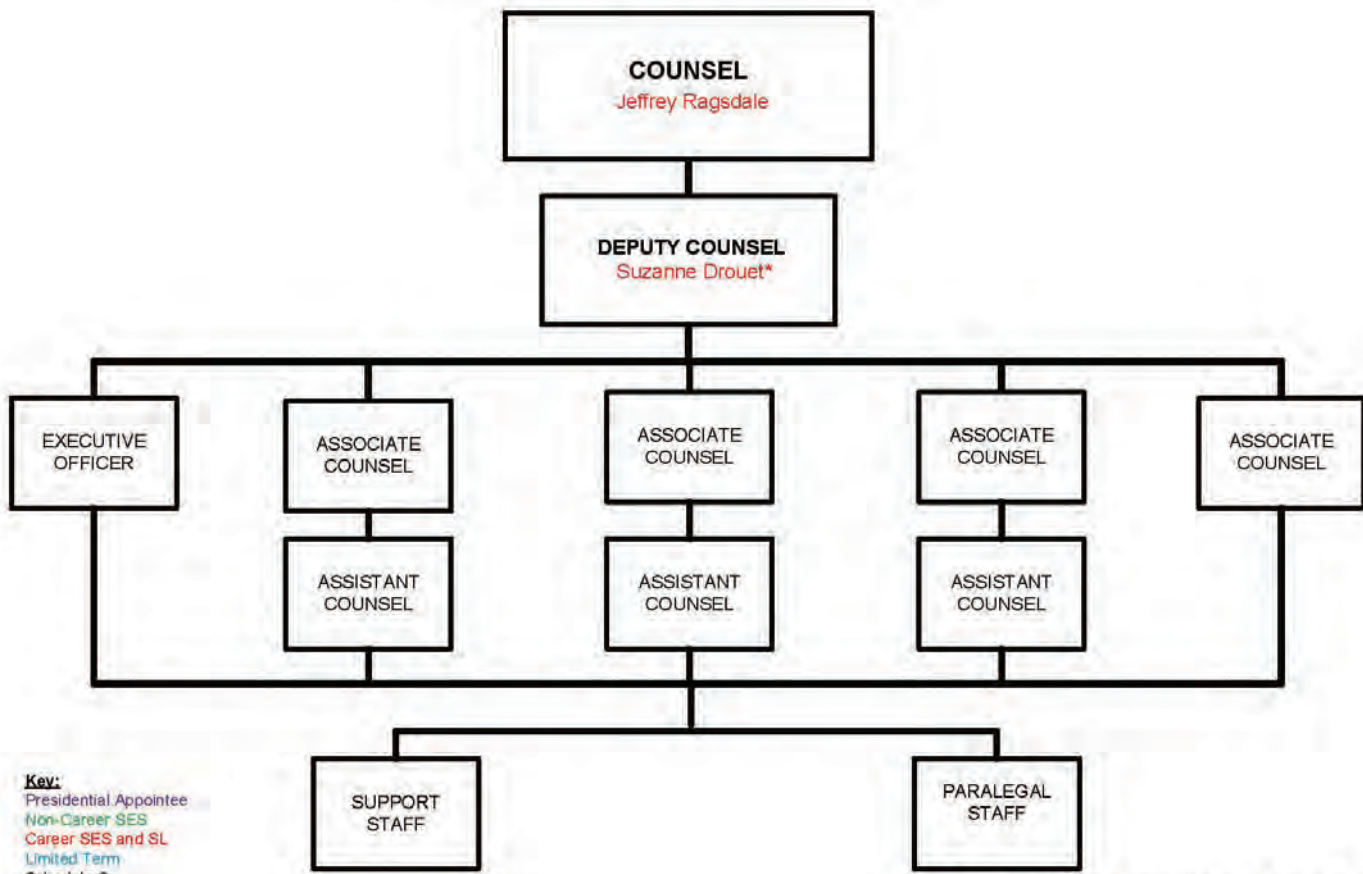 COUNSEL
Jeffrey Ragsdale
DEPUTY COUNSEL
Suzanne Drouet*
EXECUTIVE
OFFICER
ASSOCIATE
COUNSEL
ASSOCIATE
COUNSEL
ASSOCIATE
COUNSEL
ASSOCIATE
COUNSEL
ASSISTANT
COUNSEL
ASSISTANT
COUNSEL
ASSISTANT
COUNSEL
SUPPORT
STAFF
PARALEGAL
STAFF
Key:
Presidential Appointee
Non-Career SES
Career SES and SL
Limited Term